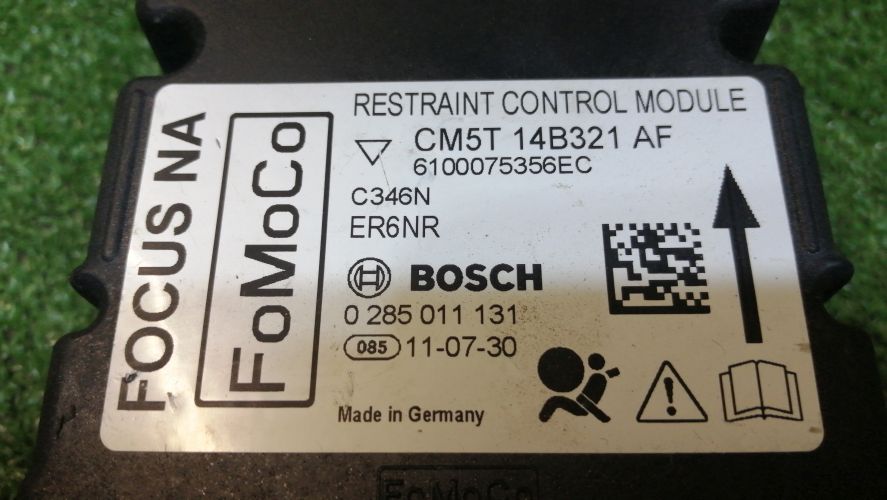 RESTRAINT CONTROL MODULE
CM5T 14B321 AF
6100075356EC
C346N
ER6NR
BOSCH
0 285 011 131
085 11-07-30
Made in Germany
FOCUS NA
FoMoCo
FoMoCo